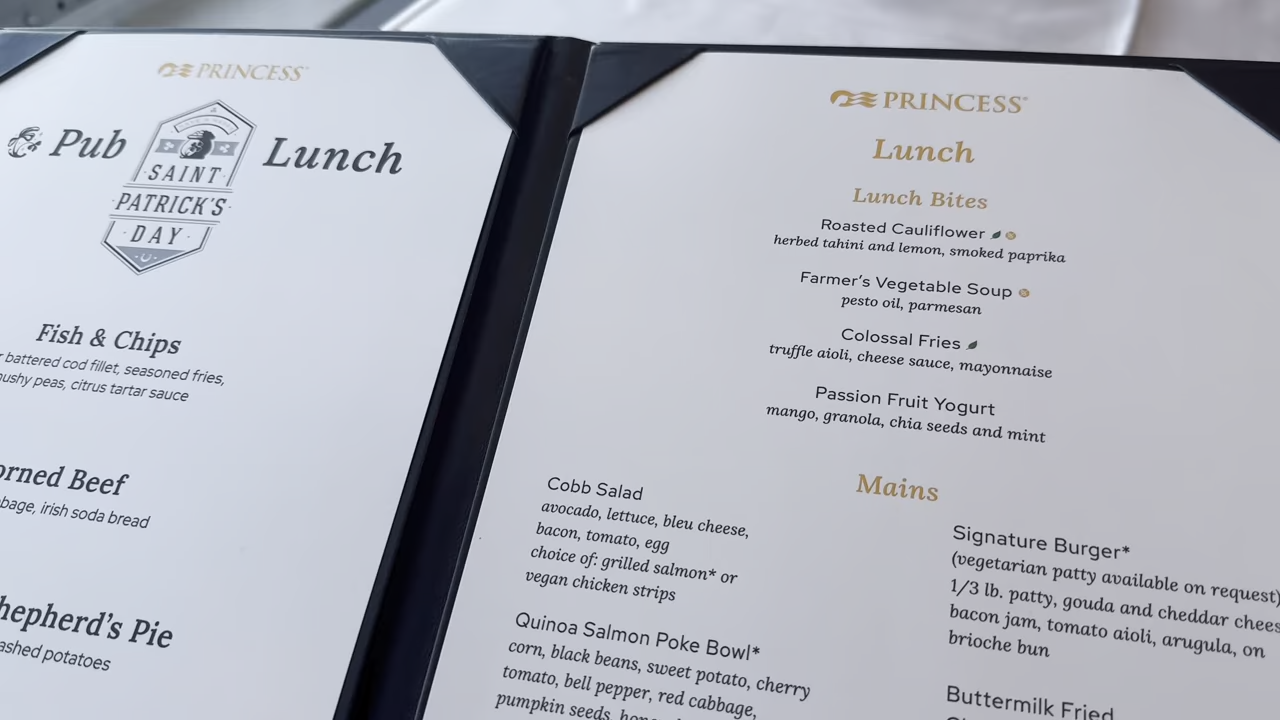 PRINCESS
& Pub Lunch
SAINT
PATRICK'S
DAY
Fish & Chips
battered cod fillet, seasoned fries,
peas, citrus tartar sauce
Beef
irish soda bread
Pie
potatoes
PRINCESS
Lunch
Lunch Bites
Roasted Cauliflower
herbed tahini and lemon, smoked paprika
Farmer's Vegetable Soup
pesto oil, parmesan
Colossal Fries
truffle aioli, cheese sauce, mayonnaise
Passion Fruit Yogurt
mango, granola, chia seeds and mint
Mains
Cobb Salad
avocado, lettuce, bleu cheese,
bacon, tomato, egg
choice of: grilled salmon* or
vegan chicken strips
Quinoa Salmon Poke Bowl*
corn, black beans, sweet potato, cherry
tomato, bell pepper, red cabbage,
pumpkin seeds,
Signature Burger*
(vegetarian patty available on request)
1/3 lb. patty, gouda and cheddar
bacon jam, tomato aioli, arugula, on
brioche bun
Buttermilk Fried